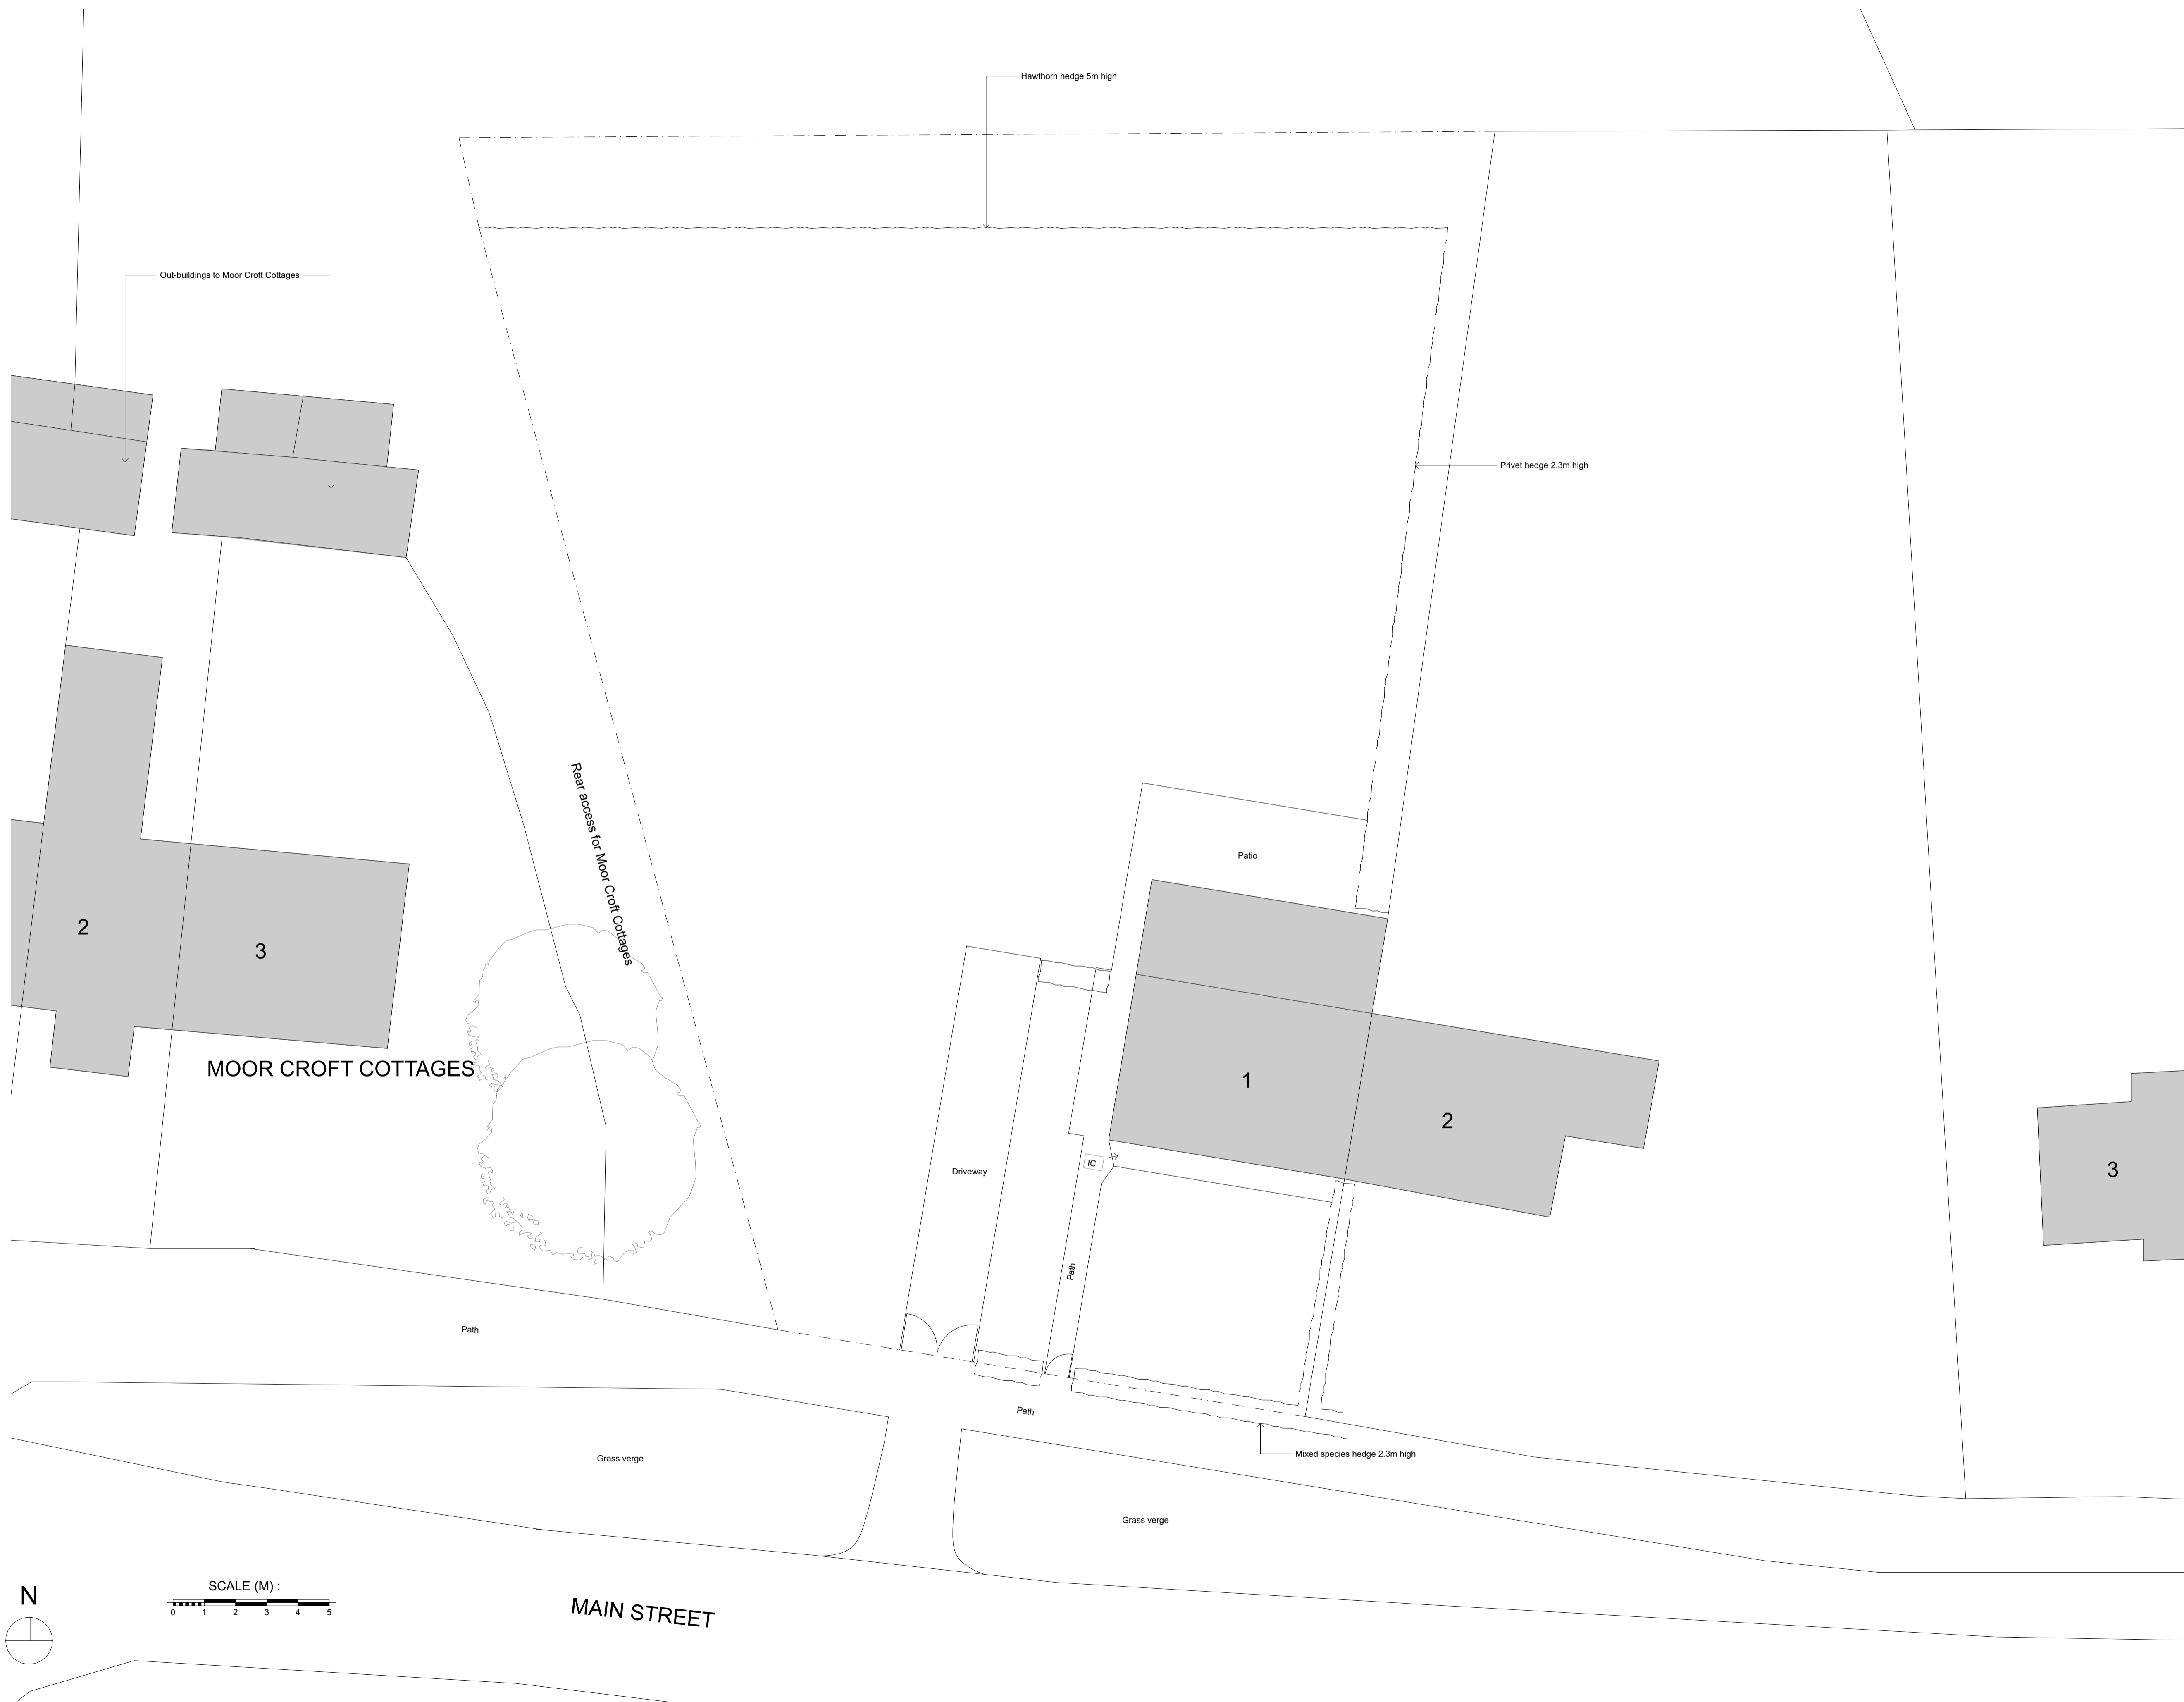 Hawthorn hedge 5m high
Out-buildings to Moor Croft Cottages
Privet hedge 2.3m high
Rear access for Moor Croft Cottages
Patio
2
3
MOOR CROFT COTTAGES
1
2
3
IC
Driveway
Path
Path
Path
Mixed species hedge 2.3m high
Grass verge
Grass verge
N
SCALE (M) :
0 1 2 3 4 5
MAIN STREET